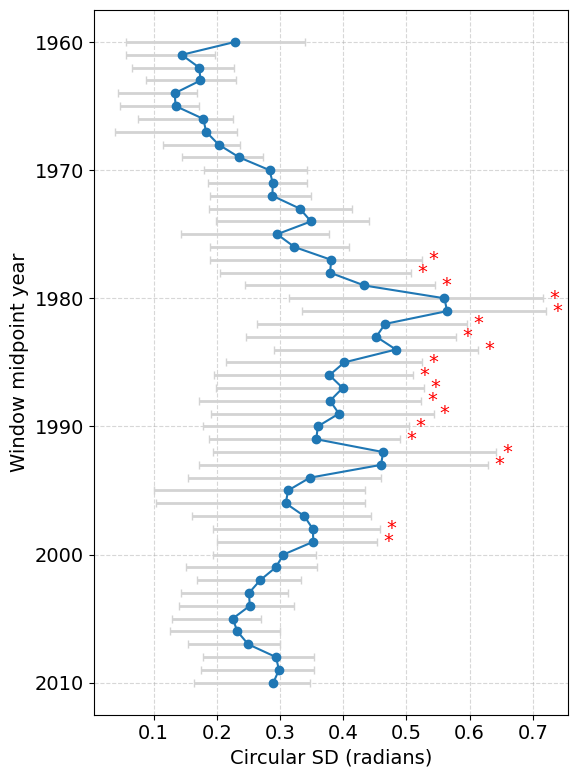 1960
1970
1980
1990
2000
2010
Window midpoint year
* * * * * * * * * * * * * * * * * * *
0.1 0.2 0.3 0.4 0.5 0.6 0.7
Circular SD (radians)